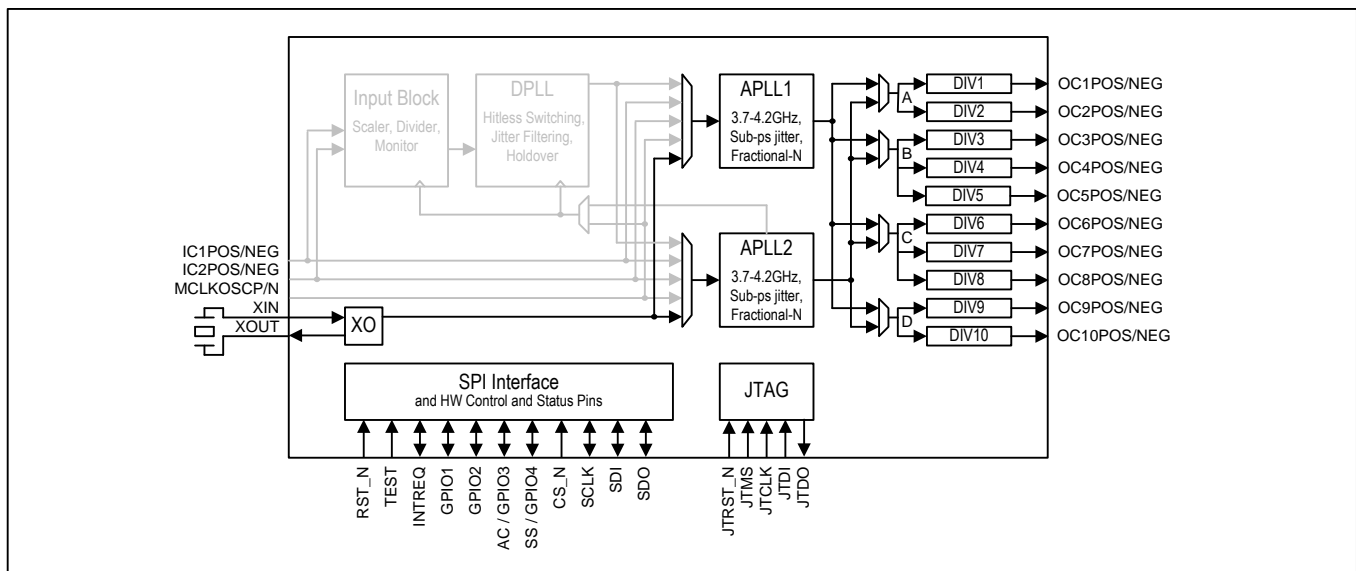 Input Block
Scaler, Divider,
Monitor
DPLL
Hitless Switching,
Jitter Filtering,
Holdover
APLL1
3.7-4.2GHz,
Sub-ps jitter,
Fractional-N
APLL2
3.7-4.2GHz,
Sub-ps jitter,
Fractional-N
A
B
C
D
DIV1
DIV2
DIV3
DIV4
DIV5
DIV6
DIV7
DIV8
DIV9
DIV10
OC1POS/NEG
OC2POS/NEG
OC3POS/NEG
OC4POS/NEG
OC5POS/NEG
OC6POS/NEG
OC7POS/NEG
OC8POS/NEG
OC9POS/NEG
OC10POS/NEG
IC1POS/NEG
IC2POS/NEG
MCLKOSCP/N
XIN
XOUT
XO
SPI Interface
and HW Control and Status Pins
JTAG
RST_N
TEST
INTREQ
GPIO1
GPIO2
AC / GPIO3
SS / GPIO4
CS_N
SCLK
SDI
SDO
JTRST_N
JTMS
JTCLK
JTDI
JTDO